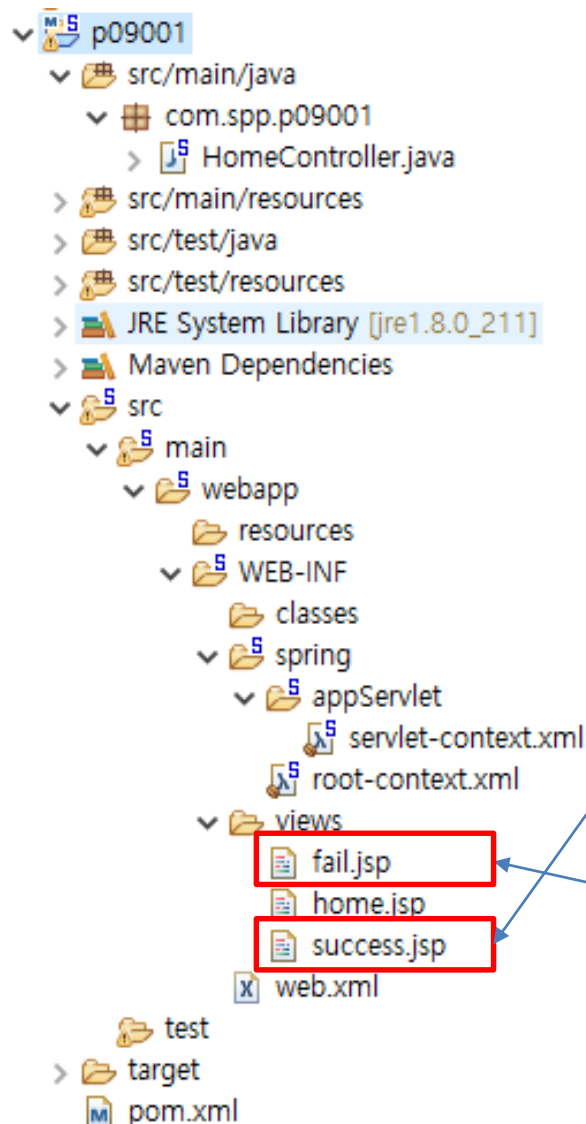 p09001
src/main/java
com.spp.p09001
HomeController.java
src/main/resources
src/test/java
src/test/resources
JRE System Library [jre1.8.0_211]
Maven Dependencies
src
main
webapp
resources
WEB-INF
classes
spring
appServlet
servlet-context.xml
root-context.xml
views
fail.jsp
home.jsp
success.jsp
web.xml
test
target
pom.xml